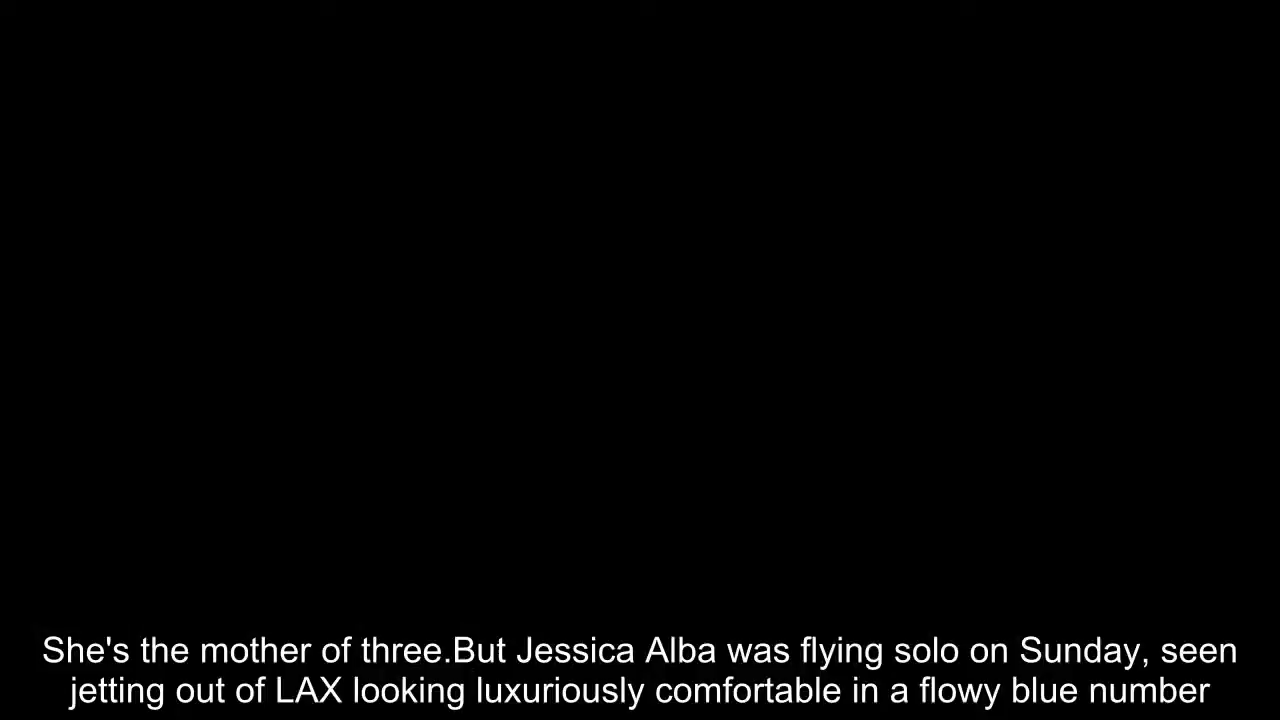 She's the mother of three.But Jessica Alba was flying solo on Sunday, seen
jetting out of LAX looking luxuriously comfortable in a flowy blue number